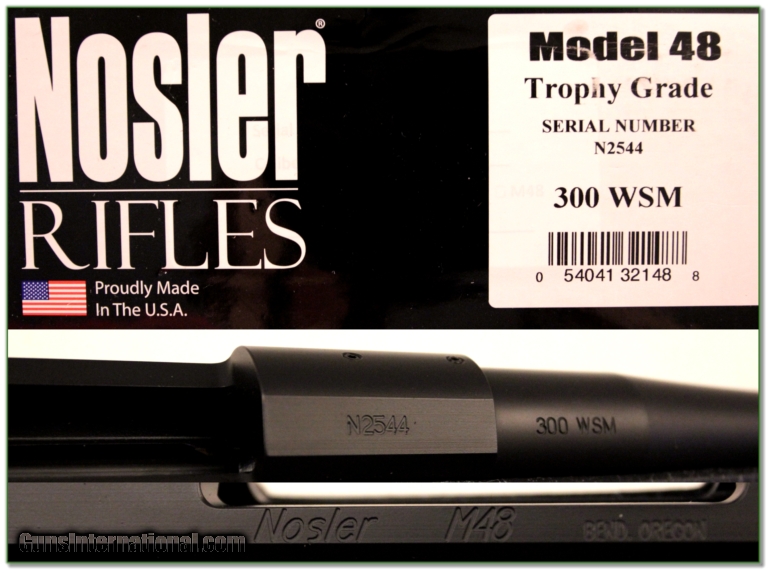 Nosler®
RIFLES
Proudly Made
In The U.S.A.
Model 48
Trophy Grade
SERIAL NUMBER
N2544
300 WSM
0 54041 32148 8
N2544
300 WSM
Nosler M48 BEND, OREGON
GunsInternational.com